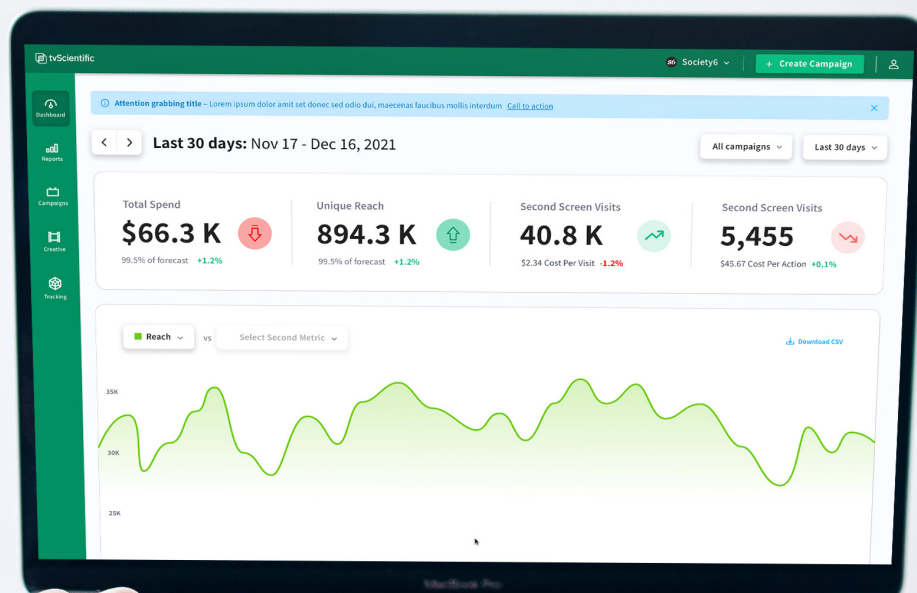 tvScientific
S6 Society6
+ Create Campaign
Dashboard
Reports
Campaigns
Creative
Tracking
Attention grabbing title – Lorem ipsum dolor amit set donec sed odio dui, maecenas faucibus mollis interdum Call to action
Last 30 days: Nov 17 - Dec 16, 2021
All campaigns
Last 30 days
Total Spend
$66.3 K
99.5% of forecast +1.2%
Unique Reach
894.3 K
99.5% of forecast +1.2%
Second Screen Visits
40.8 K
$2.34 Cost Per Visit -1.2%
Second Screen Visits
5,455
$45.67 Cost Per Action +0.1%
Reach
vs
Select Second Metric
Download CSV
35K
30K
25K
MacBook Pro